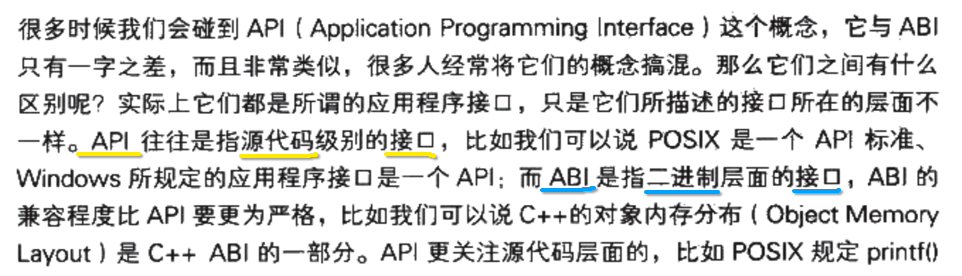 很多时候我们会碰到 API（Application Programming Interface）这个概念，它与 ABI
只有一字之差，而且非常类似，很多人经常将它们的概念搞混。那么它们之间有什么
区别呢？实际上它们都是所谓的应用程序接口，只是它们所描述的接口所在的层面不
一样。API 往往是指源代码级别的接口，比如我们可以说 POSIX 是一个 API 标准、
Windows 所规定的应用程序接口是一个 API；而 ABI 是指二进制层面的接口，ABI 的
兼容程度比 API 要更为严格，比如我们可以说 C++的对象内存分布（Object Memory
Layout）是 C++ ABI 的一部分。API 更关注源代码层面的，比如 POSIX 规定 printf()